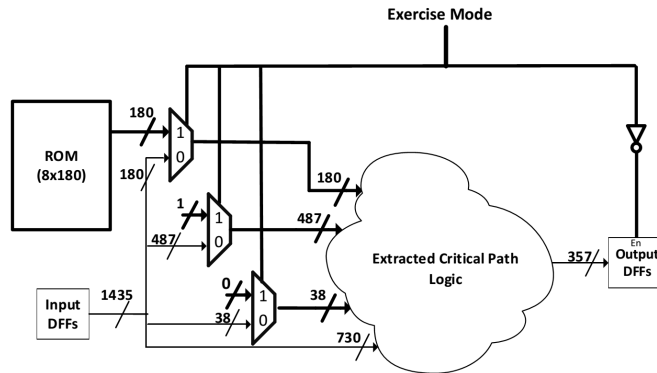 Exercise Mode
180
ROM
(8x180)
1
0
180
180
1
1
0
487
487
Extracted Critical Path
Logic
En
Output
DFFs
357
0
1
0
38
38
Input
DFFs
1435
730